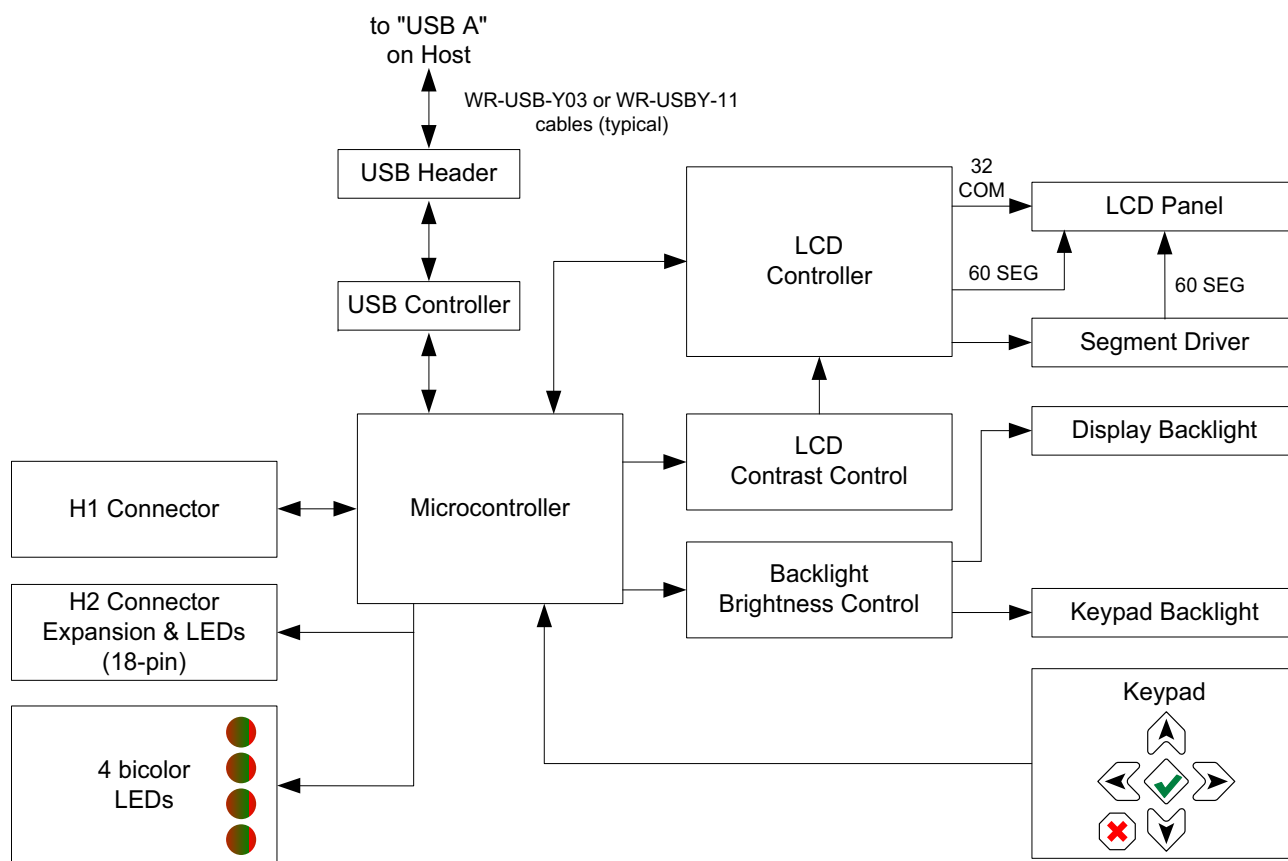 to "USB A"
on Host
WR-USB-Y03 or WR-USBY-11
cables (typical)
USB Header
USB Controller
LCD
Controller
32
COM
LCD Panel
60 SEG
60 SEG
Segment Driver
Microcontroller
LCD
Contrast Control
Display Backlight
H1 Connector
Backlight
Brightness Control
Keypad Backlight
H2 Connector
Expansion & LEDs
(18-pin)
Keypad
4 bicolor
LEDs